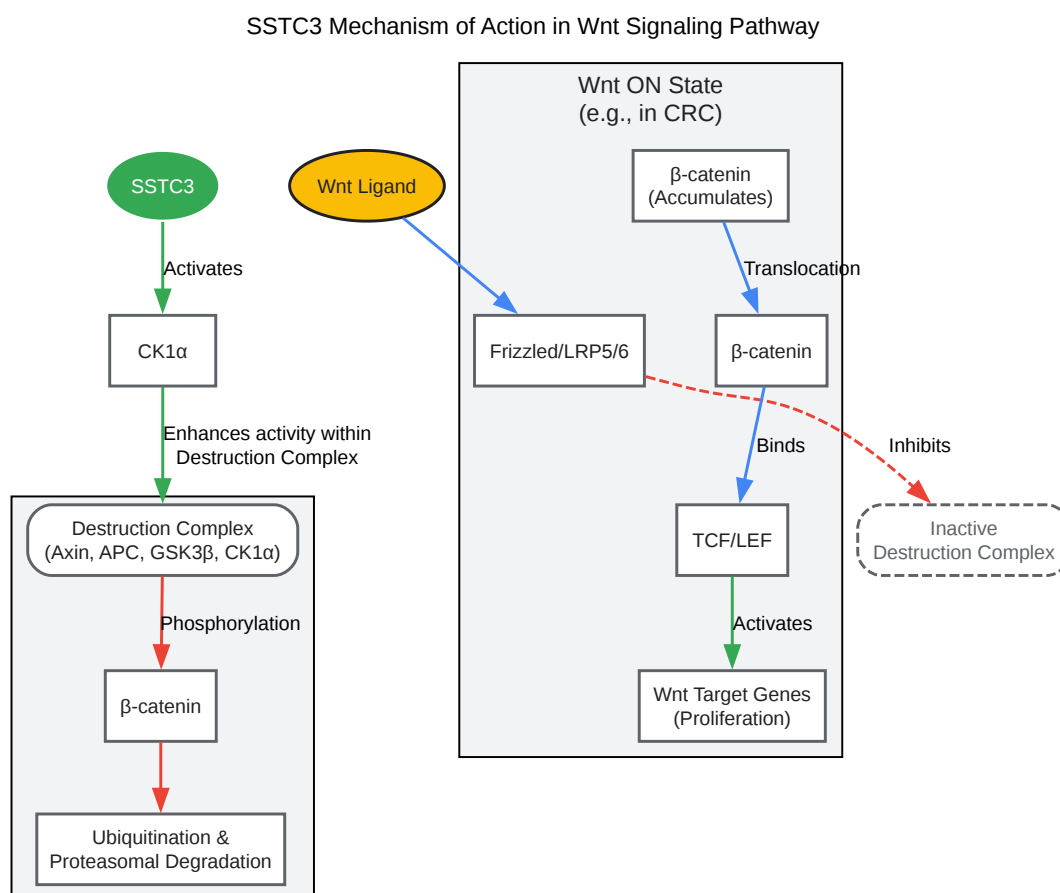 SSTC3 Mechanism of Action in Wnt Signaling Pathway
Wnt ON State
(e.g., in CRC)
SSTC3
Wnt Ligand
β-catenin
(Accumulates)
Activates
Translocation
CK1α
Frizzled/LRP5/6
β-catenin
Enhances activity within
Destruction Complex
Binds
Inhibits
Destruction Complex
(Axin, APC, GSK3β, CK1α)
TCF/LEF
Inactive
Destruction Complex
Phosphorylation
Activates
β-catenin
Wnt Target Genes
(Proliferation)
Ubiquitination &
Proteasomal Degradation